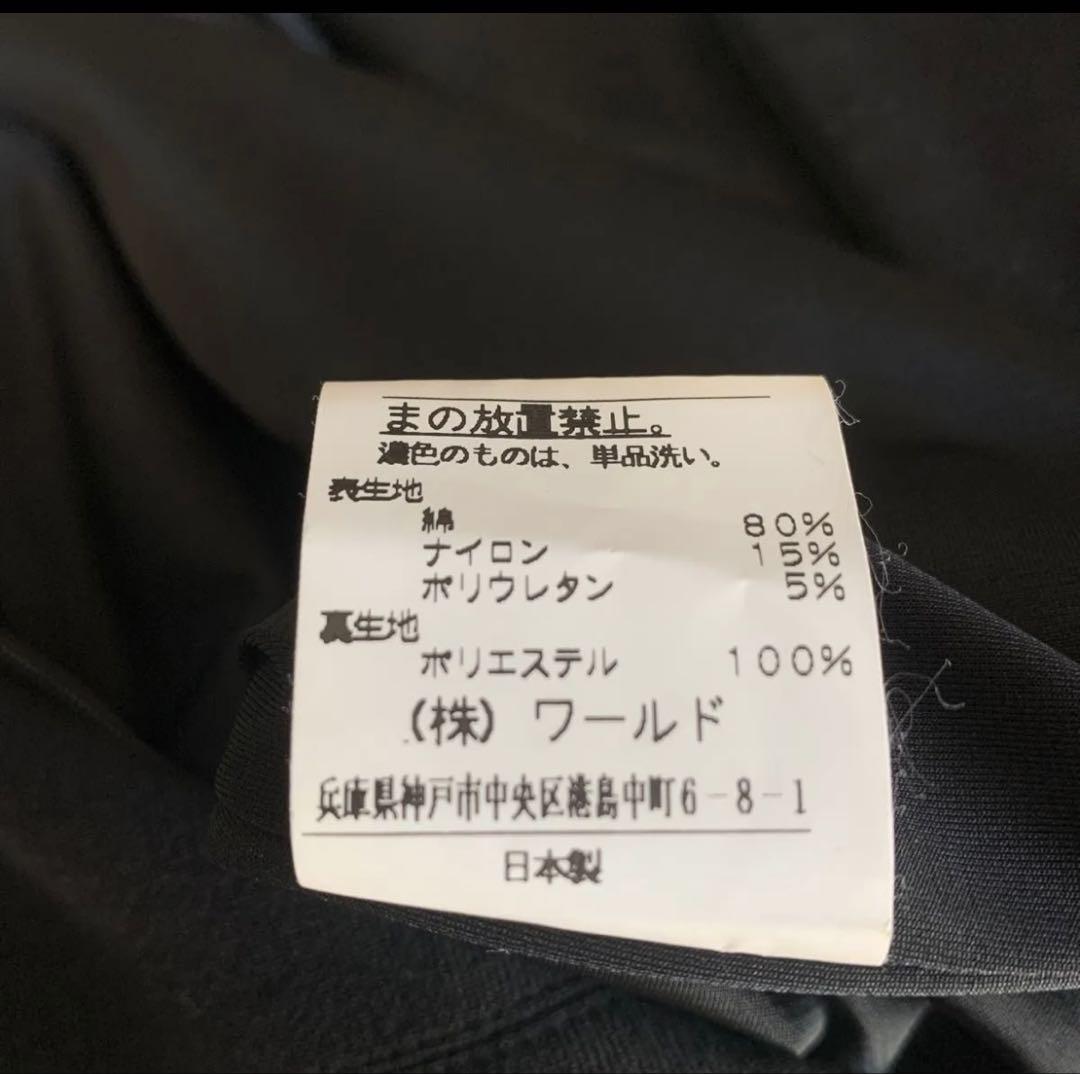 まの放置禁止。
濃色のものは、単品洗い。
表生地
綿 80%
ナイロン 15%
ポリウレタン 5%
裏生地
ポリエステル 100%
(株) ワールド
兵庫県神戸市中央区港島中町6-8-1
日本製